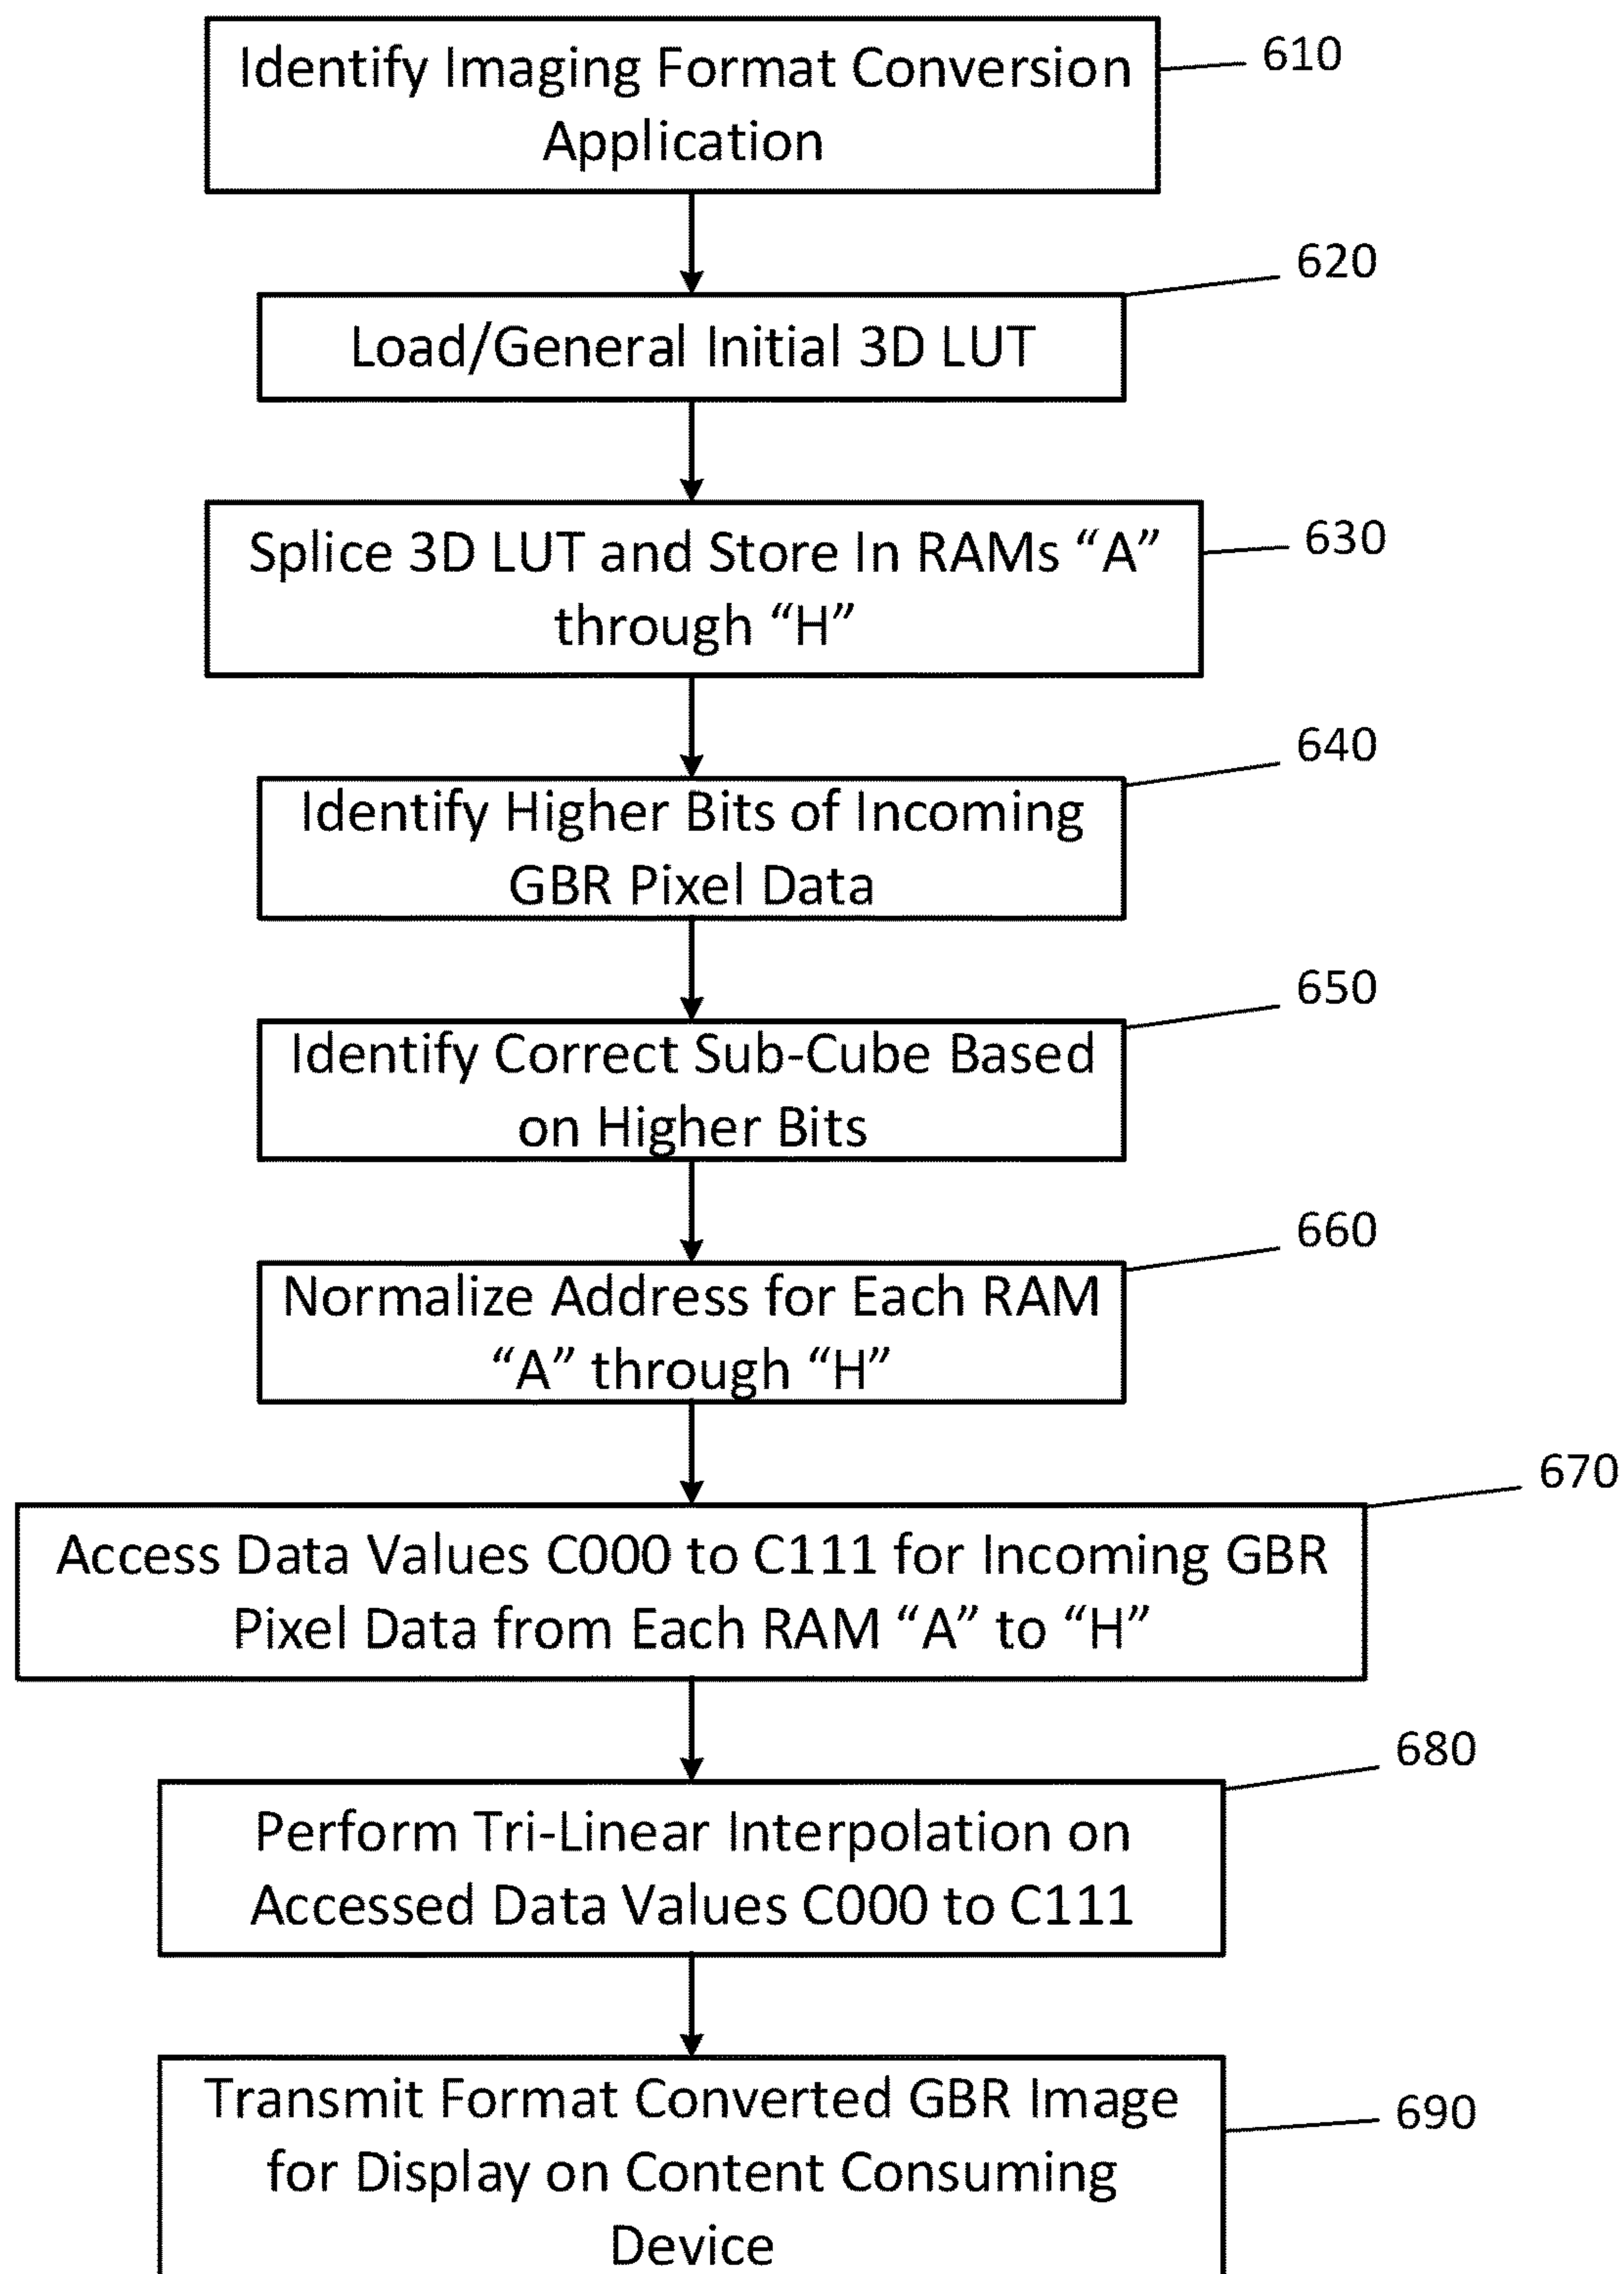 Identify Imaging Format Conversion
Application
610
620
Load/General Initial 3D LUT
Splice 3D LUT and Store In RAMs “A”
through “H”
630
640
Identify Higher Bits of Incoming
GBR Pixel Data
650
Identify Correct Sub-Cube Based
on Higher Bits
660
Normalize Address for Each RAM
“A” through “H”
670
Access Data Values C000 to C111 for Incoming GBR
Pixel Data from Each RAM “A” to “H”
680
Perform Tri-Linear Interpolation on
Accessed Data Values C000 to C111
Transmit Format Converted GBR Image
for Display on Content Consuming
Device
690